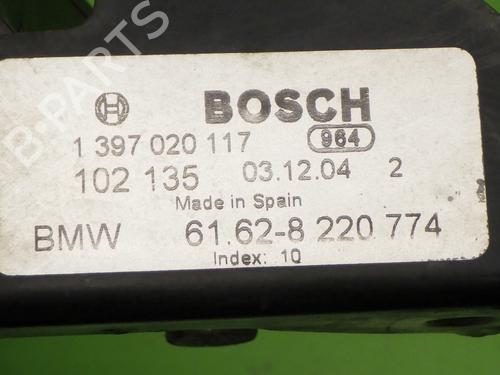 B-PARTS
BOSCH
1 397 020 117 964
102 135 03.12.04 2
Made in Spain
BMW 61.62-8 220 774
Index: 10